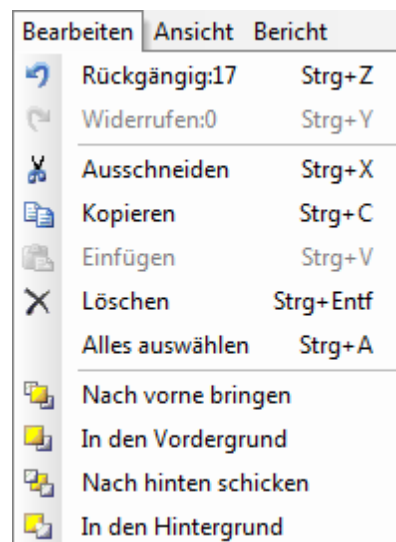 Bearbeiten Ansicht Bericht
Rückgängig:17 Strg+Z
Widerrufen:0 Strg+Y
Ausschneiden Strg+X
Kopieren Strg+C
Einfügen Strg+V
Löschen Strg+Entf
Alles auswählen Strg+A
Nach vorne bringen
In den Vordergrund
Nach hinten schicken
In den Hintergrund